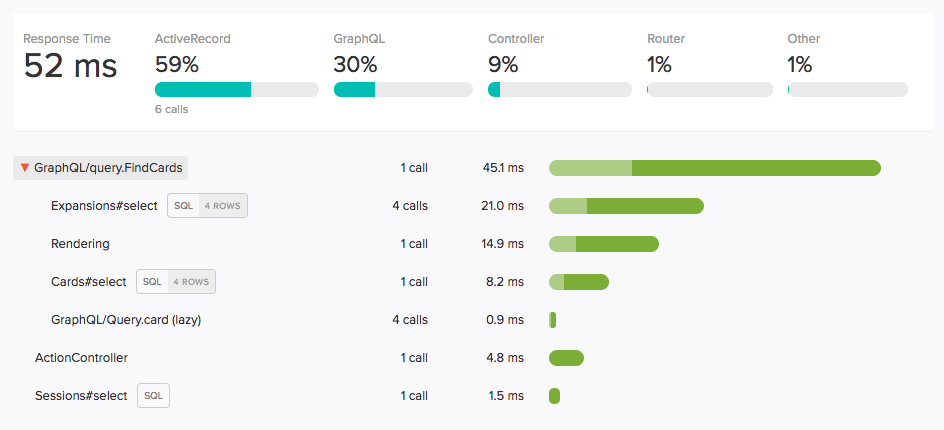 Response Time ActiveRecord GraphQL Controller Router Other
52 ms 59% 30% 9% 1% 1%
6 calls
GraphQL/query.FindCards 1 call 45.1 ms
Expansions#select SQL 4 ROWS 4 calls 21.0 ms
Rendering 1 call 14.9 ms
Cards#select SQL 4 ROWS 1 call 8.2 ms
GraphQL/Query.card (lazy) 4 calls 0.9 ms
ActionController 1 call 4.8 ms
Sessions#select SQL 1 call 1.5 ms